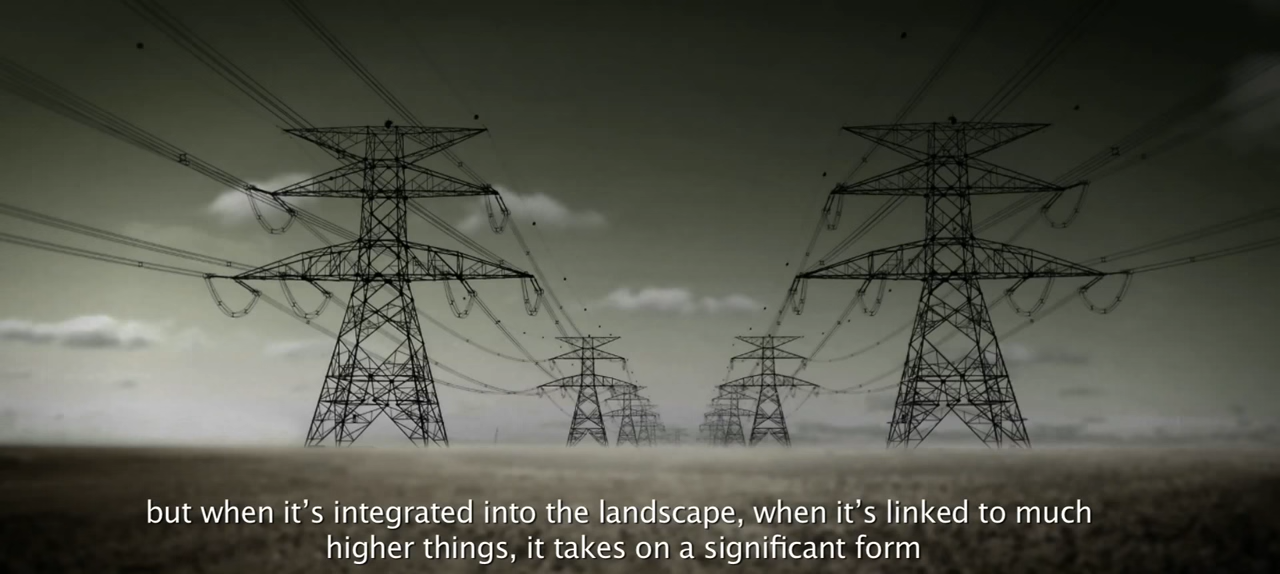 but when it’s integrated into the landscape, when it’s linked to much
higher things, it takes on a significant form